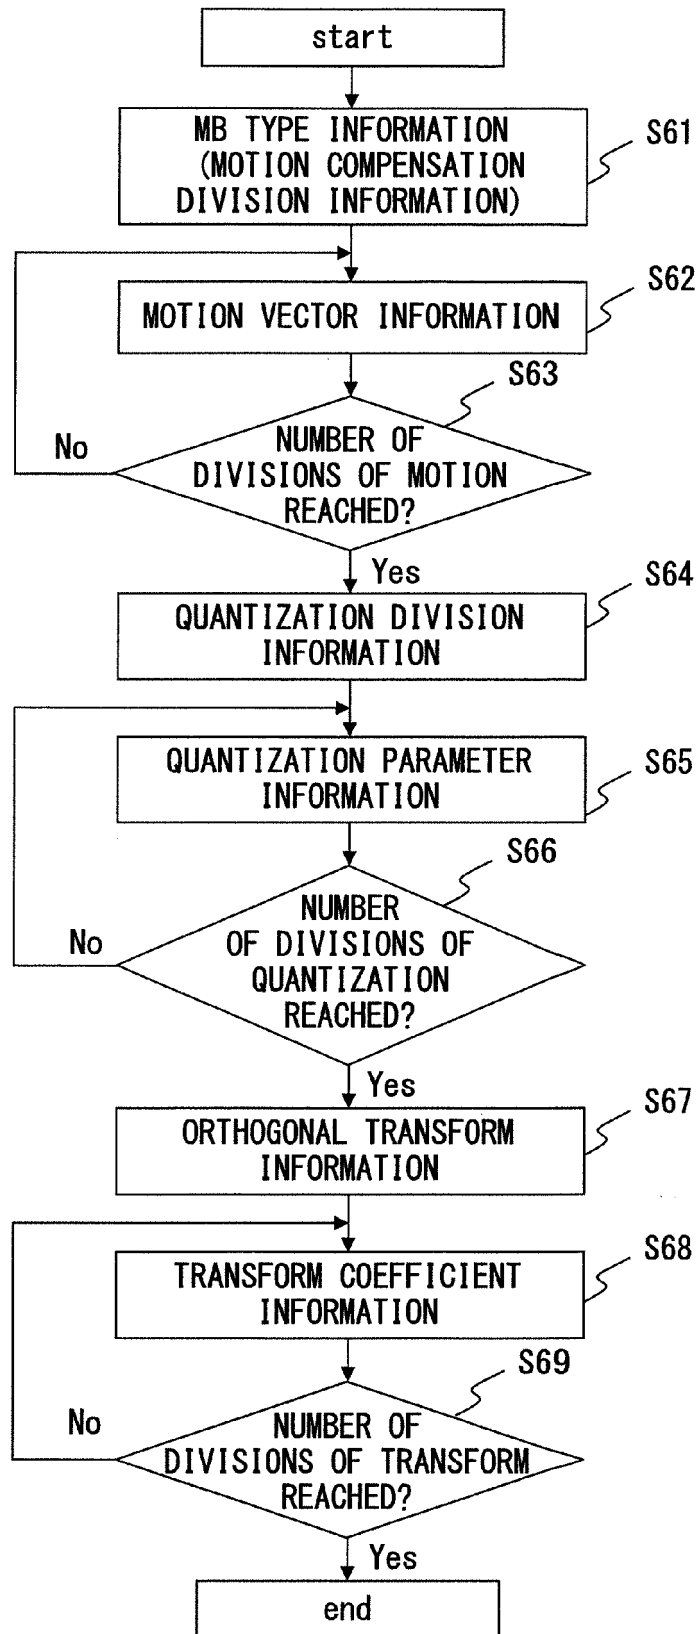 start
MB TYPE INFORMATION
(MOTION COMPENSATION
DIVISION INFORMATION)
S61
S62
MOTION VECTOR INFORMATION
S63
No
NUMBER OF
DIVISIONS OF MOTION
REACHED?
Yes
S64
QUANTIZATION DIVISION
INFORMATION
QUANTIZATION PARAMETER
INFORMATION
S65
S66
No
NUMBER
OF DIVISIONS OF
QUANTIZATION
REACHED?
Yes
S67
ORTHOGONAL TRANSFORM
INFORMATION
S68
TRANSFORM COEFFICIENT
INFORMATION
S69
No
NUMBER OF
DIVISIONS OF TRANSFORM
REACHED?
Yes
end